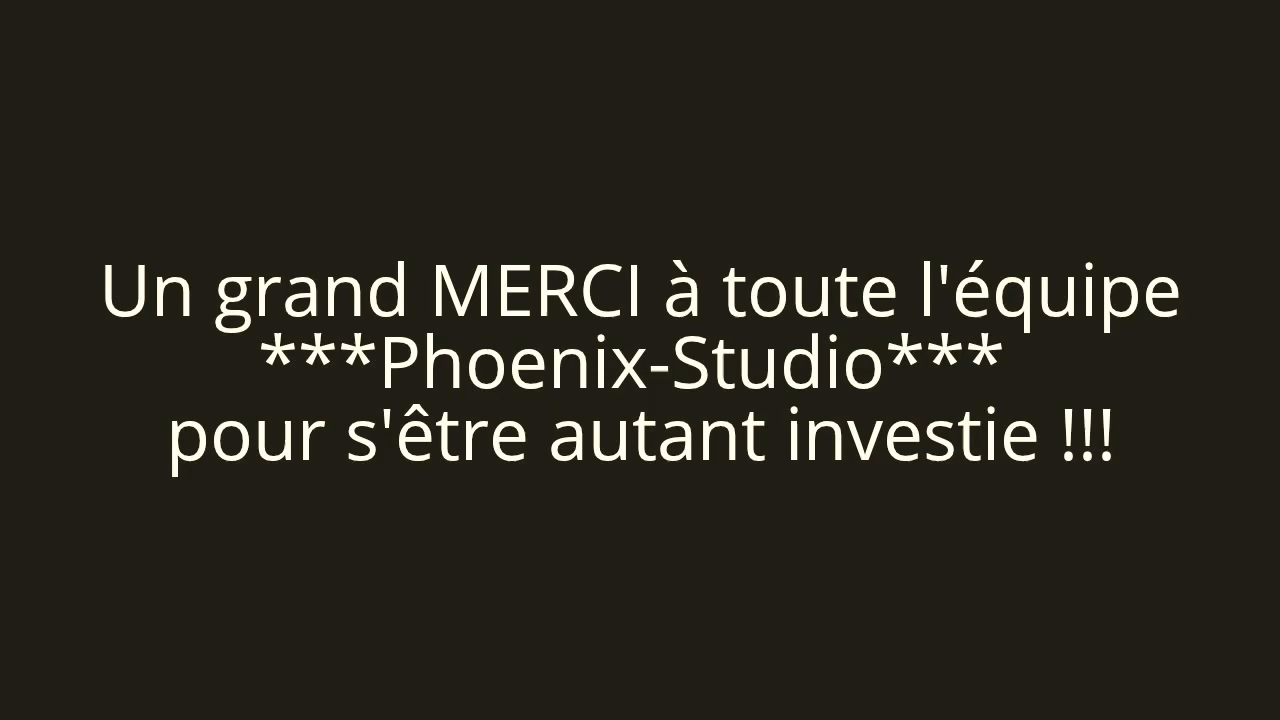 Un grand MERCI à toute l'équipe
***Phoenix-Studio***
pour s'être autant investie !!!